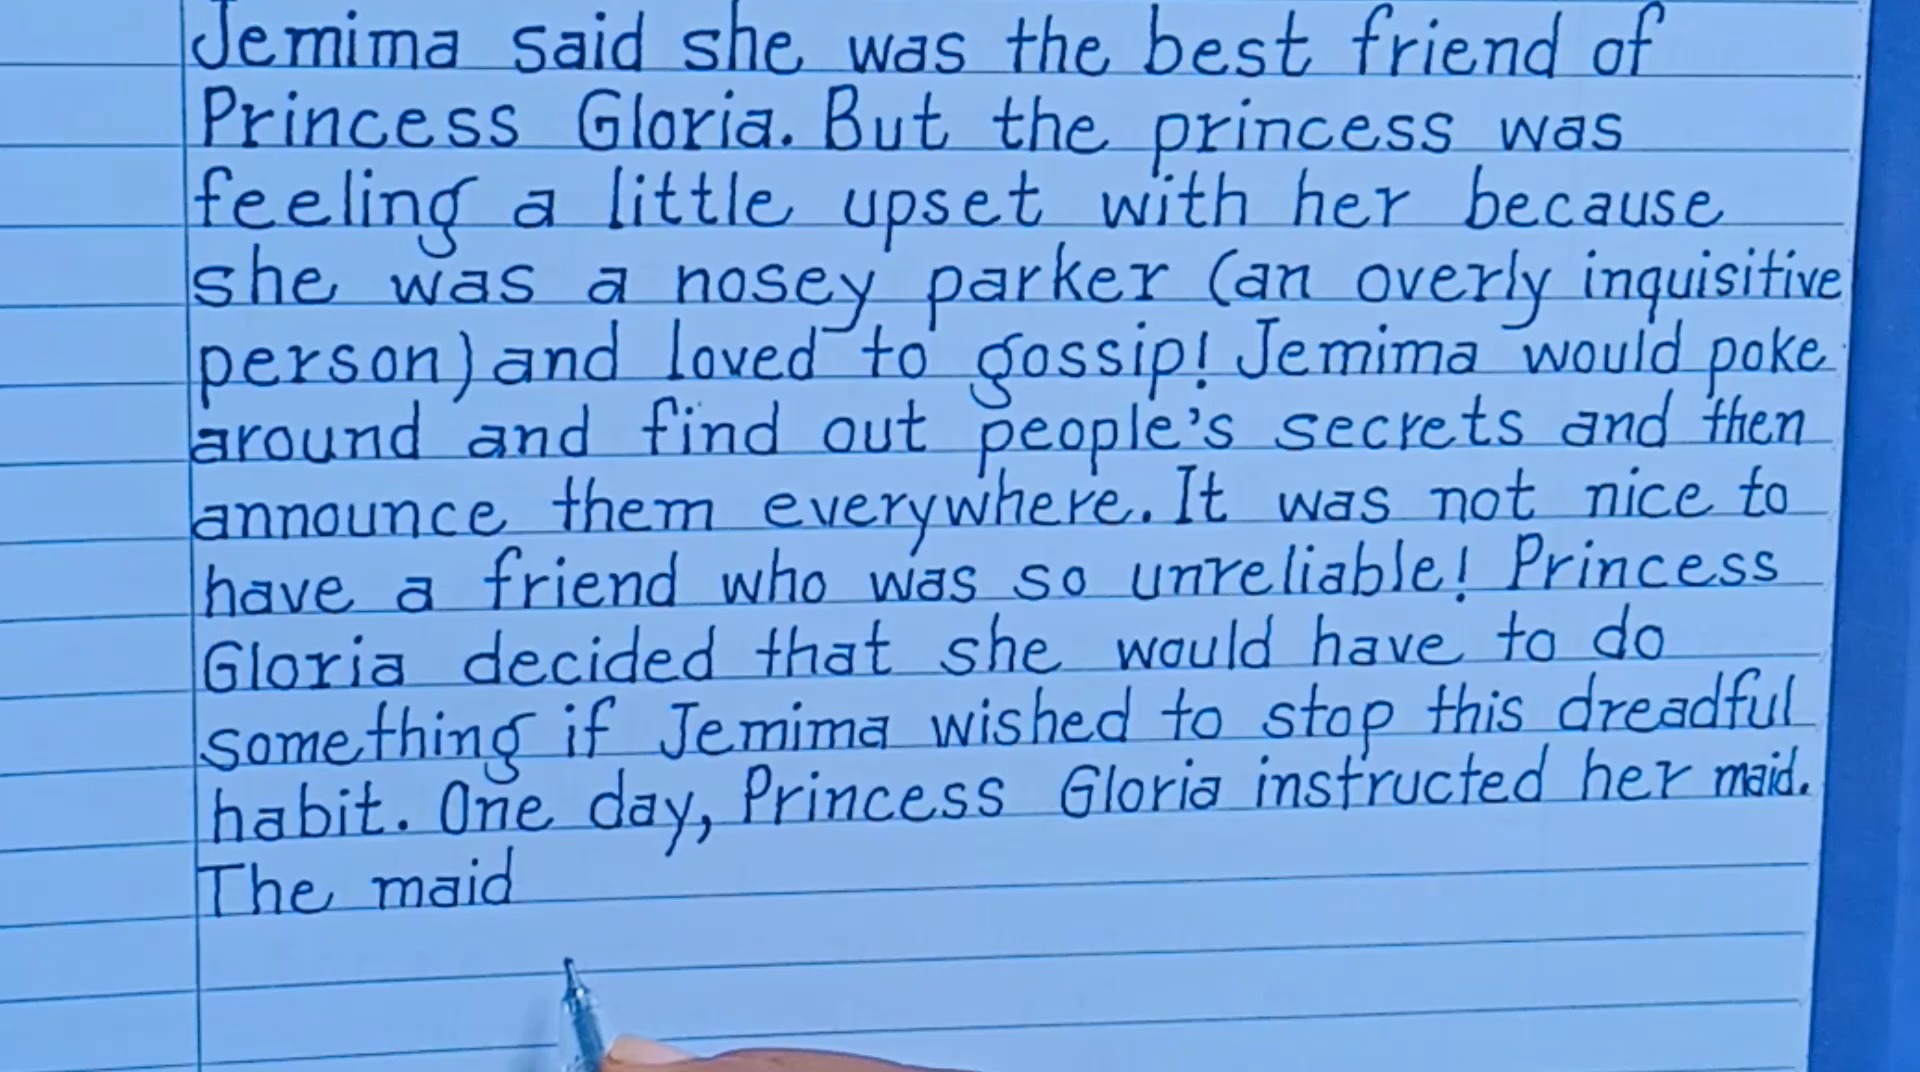 Jemima said she was the best friend of
Princess Gloria. But the princess was
feeling a little upset with her because
she was a nosey parker (an overly inquisitive
person) and loved to gossip! Jemima would poke
around and find out people's secrets and then
announce them everywhere. It was not nice to
have a friend who was so unreliable! Princess
Gloria decided that she would have to do
something if Jemima wished to stop this dreadful
habit. One day, Princess Gloria instructed her maid.
The maid